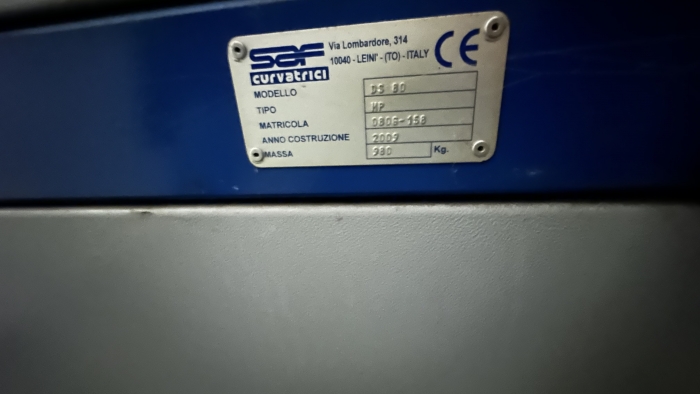 SAF
curvatrici
Via Lombardore, 314
10040 - LEINI' - (TO) - ITALY
CE
MODELLO DS 80
TIPO MP
MATRICOLA 0809-158
ANNO COSTRUZIONE 2009
MASSA 980 Kg.